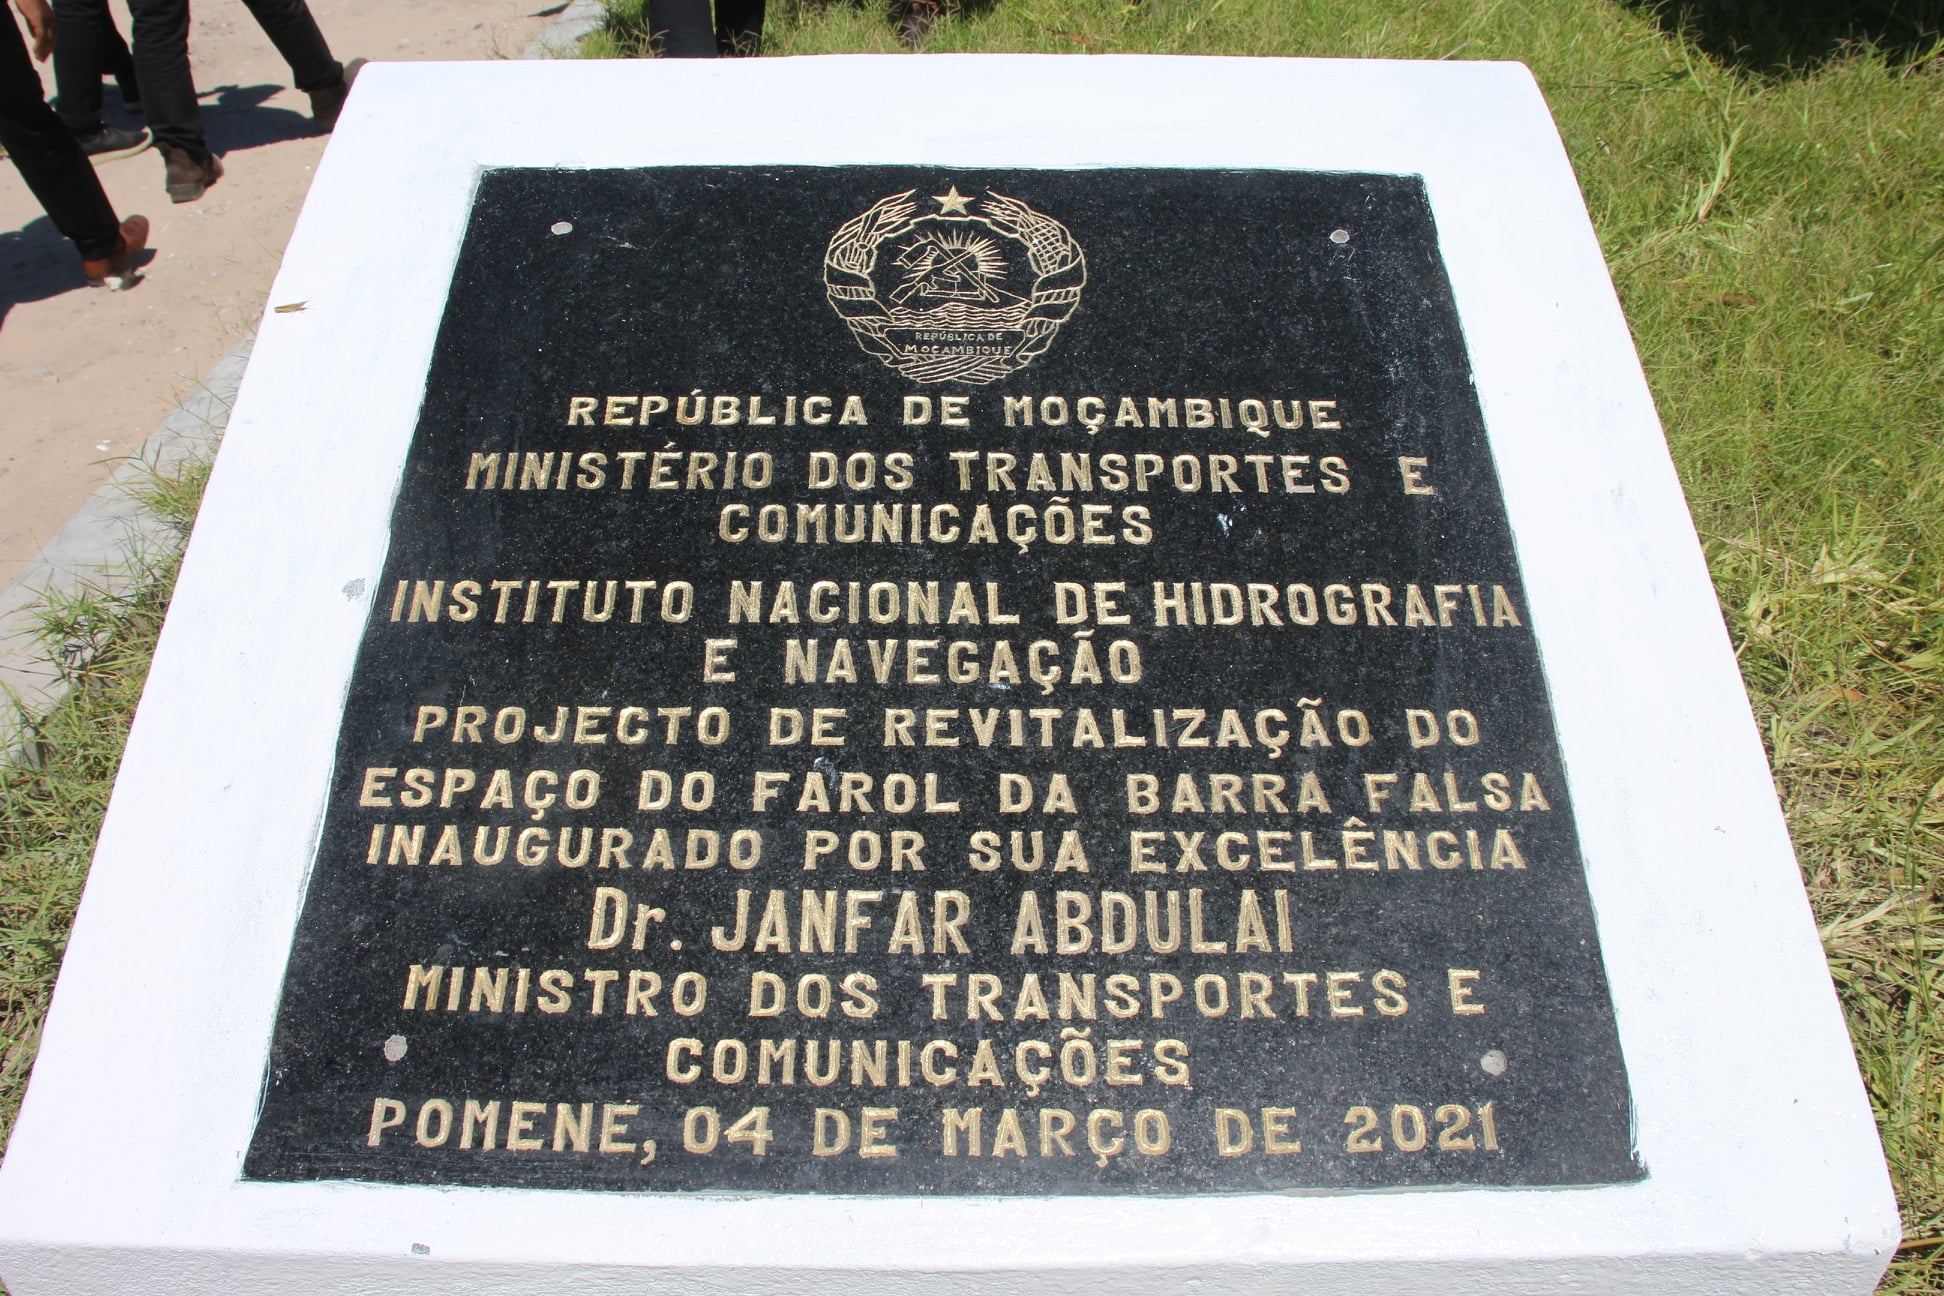 REPÚBLICA DE
MOÇAMBIQUE
REPÚBLICA DE MOÇAMBIQUE
MINISTÉRIO DOS TRANSPORTES E
COMUNICAÇÕES
INSTITUTO NACIONAL DE HIDROGRAFIA
E NAVEGAÇÃO
PROJECTO DE REVITALIZAÇÃO DO
ESPAÇO DO FAROL DA BARRA FALSA
INAUGURADO POR SUA EXCELÊNCIA
Dr. JANFAR ABDULAI
MINISTRO DOS TRANSPORTES E
COMUNICAÇÕES
POMENE, 04 DE MARÇO DE 2021